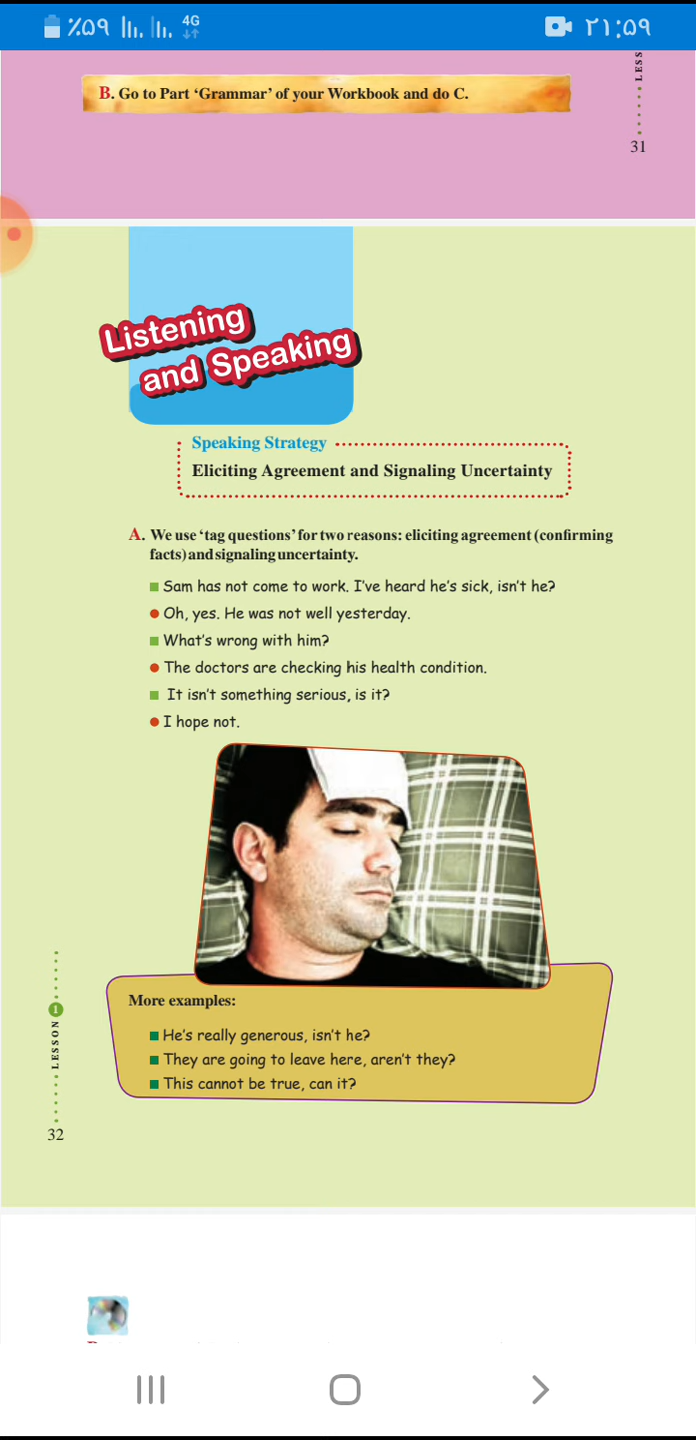 ٪۵۹ 4G ۲۱:۵۹
B. Go to Part ‘Grammar’ of your Workbook and do C.
LESS
31
Listening
and Speaking
Speaking Strategy
Eliciting Agreement and Signaling Uncertainty
A. We use ‘tag questions’ for two reasons: eliciting agreement (confirming
facts) and signaling uncertainty.
Sam has not come to work. I’ve heard he’s sick, isn’t he?
Oh, yes. He was not well yesterday.
What’s wrong with him?
The doctors are checking his health condition.
It isn’t something serious, is it?
I hope not.
More examples:
He’s really generous, isn’t he?
They are going to leave here, aren’t they?
This cannot be true, can it?
LESSON 1
32